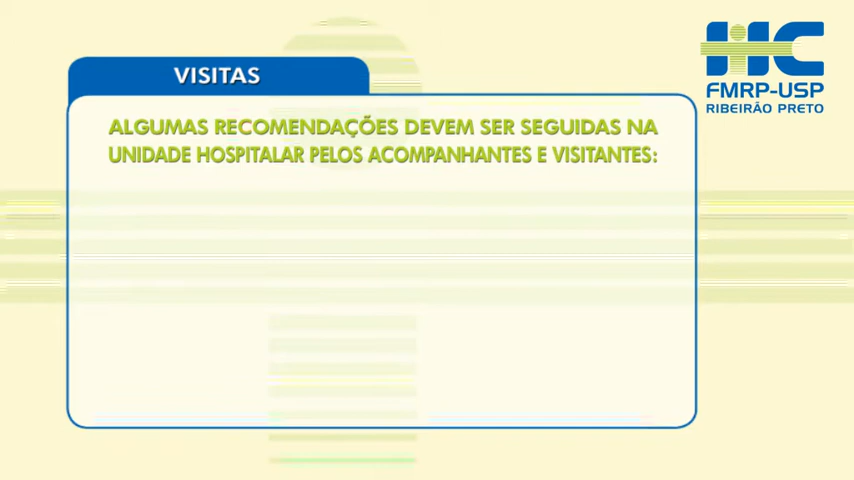 VISITAS
ALGUMAS RECOMENDAÇÕES DEVEM SER SEGUIDAS NA
UNIDADE HOSPITALAR PELOS ACOMPANHANTES E VISITANTES:
HC
FMRP-USP
RIBEIRÃO PRETO